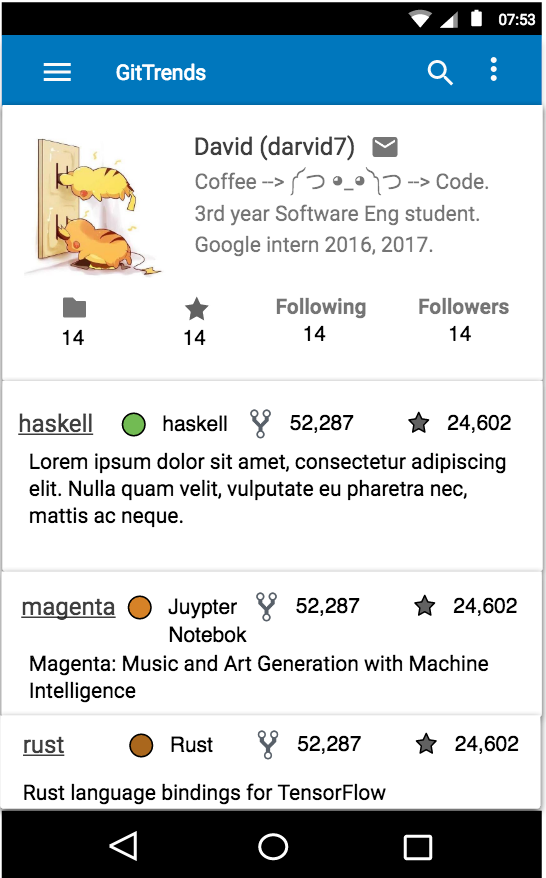 07:53
GitTrends
David (darvid7)
Coffee --> ༼つ ◕_◕ ༽つ --> Code.
3rd year Software Eng student.
Google intern 2016, 2017.
Following Followers
14 14 14 14
haskell haskell 52,287 24,602
Lorem ipsum dolor sit amet, consectetur adipiscing
elit. Nulla quam velit, vulputate eu pharetra nec,
mattis ac neque.
magenta Juypter 52,287 24,602
Notebok
Magenta: Music and Art Generation with Machine
Intelligence
rust Rust 52,287 24,602
Rust language bindings for TensorFlow